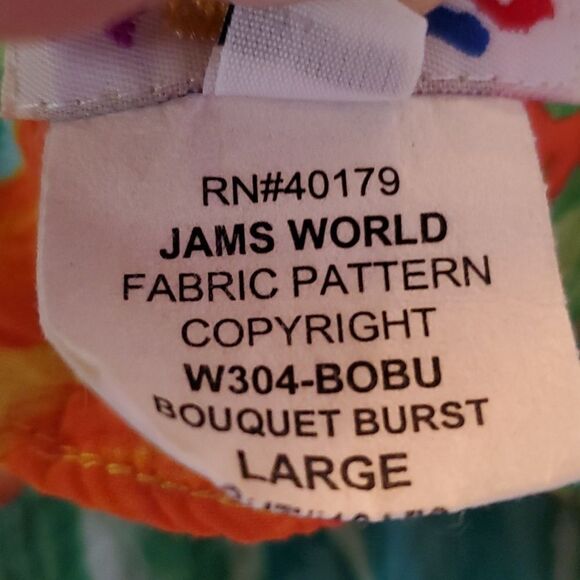 RN#40179
JAMS WORLD
FABRIC PATTERN
COPYRIGHT
W304-BOBU
BOUQUET BURST
LARGE